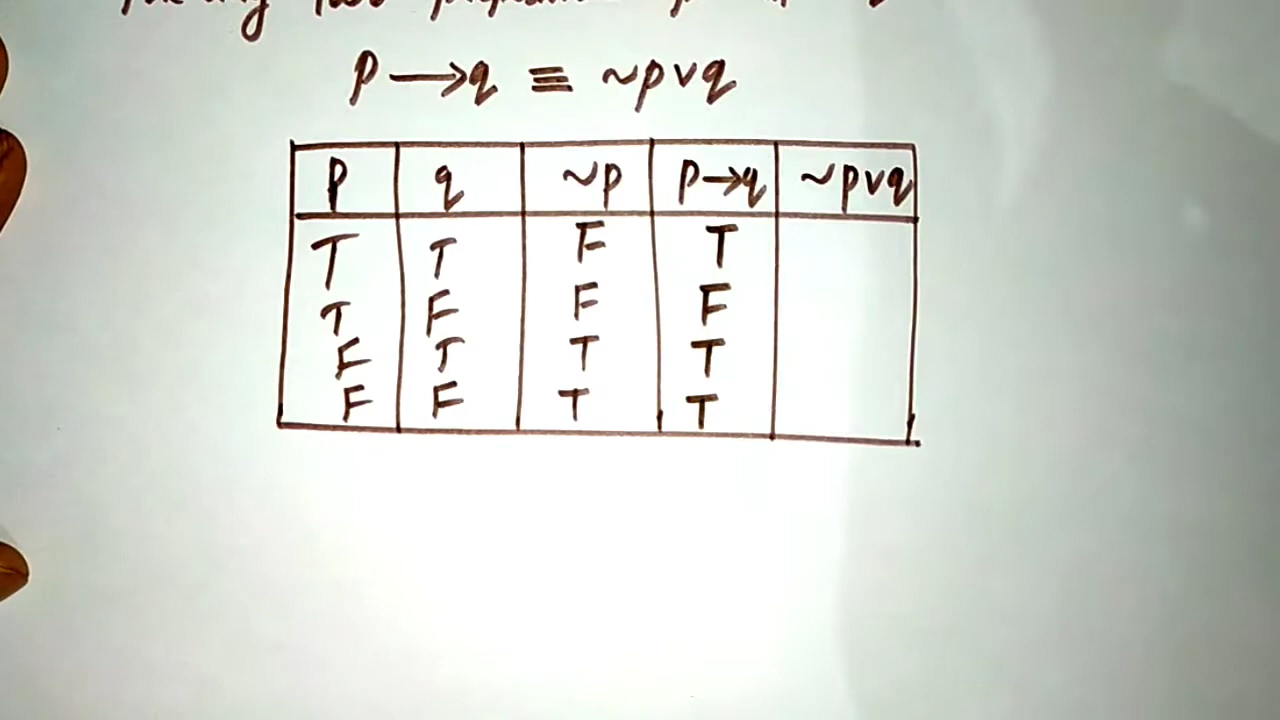 p → q ≡ ~p∨q
p q ~p p→q ~p∨q
T T F T
T F F F
F T T T
F F T T